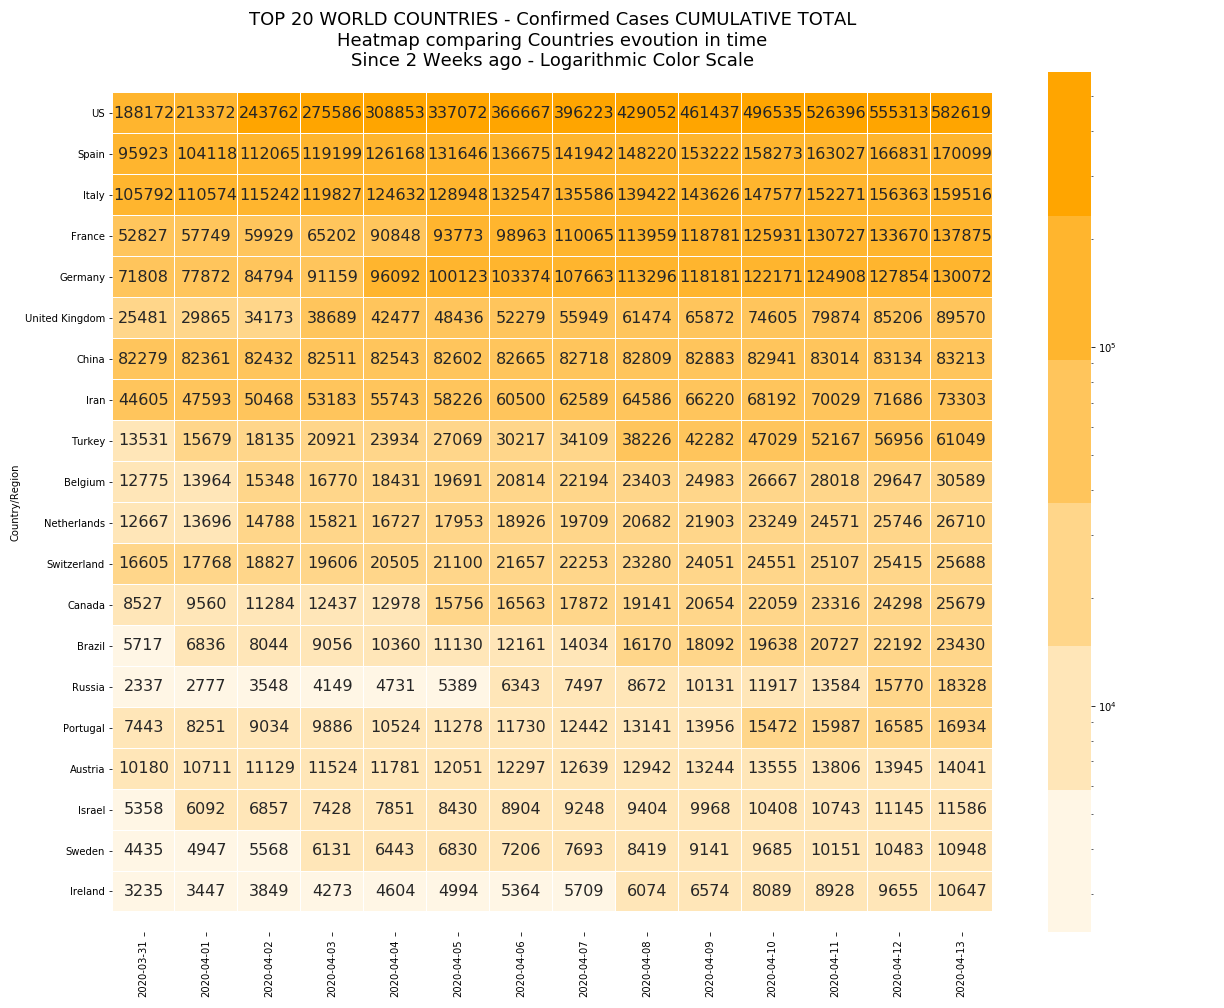 TOP 20 WORLD COUNTRIES - Confirmed Cases CUMULATIVE TOTAL
Heatmap comparing Countries evoution in time
Since 2 Weeks ago - Logarithmic Color Scale
US 188172 213372 243762 275586 308853 337072 366667 396223 429052 461437 496535 526396 555313 582619
Spain 95923 104118 112065 119199 126168 131646 136675 141942 148220 153222 158273 163027 166831 170099
Italy 105792 110574 115242 119827 124632 128948 132547 135586 139422 143626 147577 152271 156363 159516
France 52827 57749 59929 65202 90848 93773 98963 110065 113959 118781 125931 130727 133670 137875
Germany 71808 77872 84794 91159 96092 100123 103374 107663 113296 118181 122171 124908 127854 130072
United Kingdom 25481 29865 34173 38689 42477 48436 52279 55949 61474 65872 74605 79874 85206 89570
China 82279 82361 82432 82511 82543 82602 82665 82718 82809 82883 82941 83014 83134 83213
Iran 44605 47593 50468 53183 55743 58226 60500 62589 64586 66220 68192 70029 71686 73303
Turkey 13531 15679 18135 20921 23934 27069 30217 34109 38226 42282 47029 52167 56956 61049
Belgium 12775 13964 15348 16770 18431 19691 20814 22194 23403 24983 26667 28018 29647 30589
Netherlands 12667 13696 14788 15821 16727 17953 18926 19709 20682 21903 23249 24571 25746 26710
Switzerland 16605 17768 18827 19606 20505 21100 21657 22253 23280 24051 24551 25107 25415 25688
Canada 8527 9560 11284 12437 12978 15756 16563 17872 19141 20654 22059 23316 24298 25679
Brazil 5717 6836 8044 9056 10360 11130 12161 14034 16170 18092 19638 20727 22192 23430
Russia 2337 2777 3548 4149 4731 5389 6343 7497 8672 10131 11917 13584 15770 18328
Portugal 7443 8251 9034 9886 10524 11278 11730 12442 13141 13956 15472 15987 16585 16934
Austria 10180 10711 11129 11524 11781 12051 12297 12639 12942 13244 13555 13806 13945 14041
Israel 5358 6092 6857 7428 7851 8430 8904 9248 9404 9968 10408 10743 11145 11586
Sweden 4435 4947 5568 6131 6443 6830 7206 7693 8419 9141 9685 10151 10483 10948
Ireland 3235 3447 3849 4273 4604 4994 5364 5709 6074 6574 8089 8928 9655 10647
Country/Region
2020-03-31 2020-04-01 2020-04-02 2020-04-03 2020-04-04 2020-04-05 2020-04-06 2020-04-07 2020-04-08 2020-04-09 2020-04-10 2020-04-11 2020-04-12 2020-04-13
10⁵
10⁴